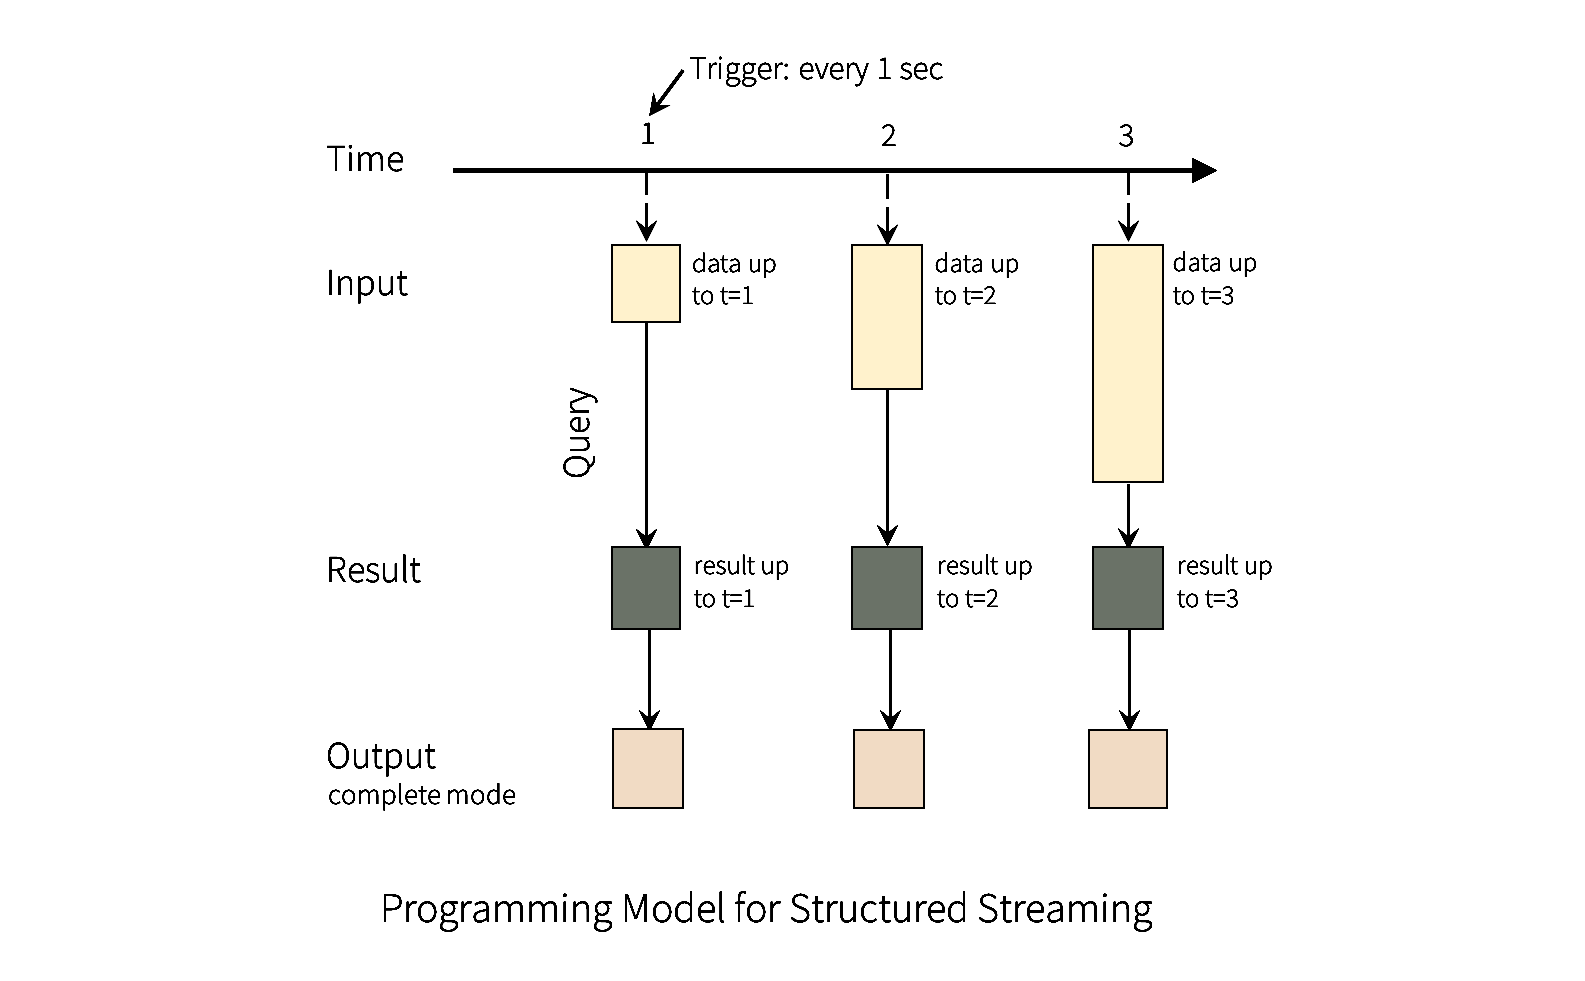 Trigger: every 1 sec
1
2
3
Time
Input
data up
to t=1
data up
to t=2
data up
to t=3
Query
Result
result up
to t=1
result up
to t=2
result up
to t=3
Output
complete mode
Programming Model for Structured Streaming